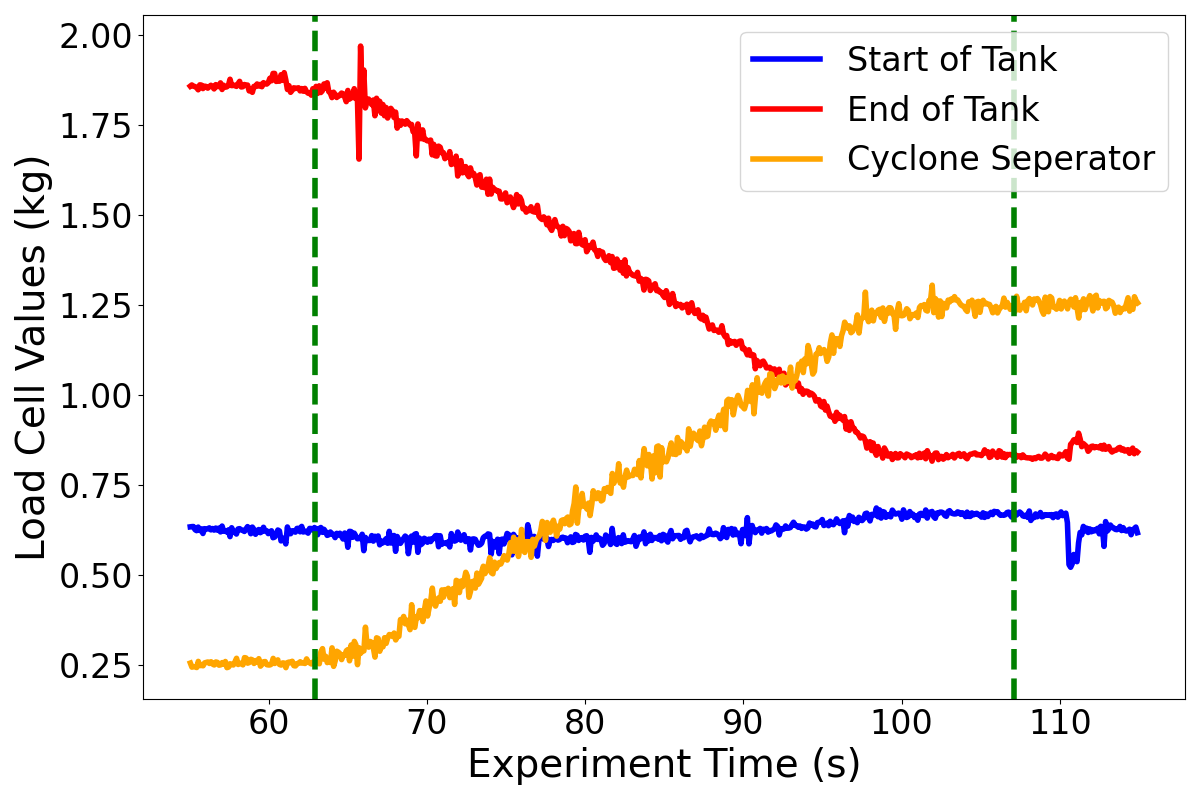 2.00
1.75
1.50
1.25
1.00
0.75
0.50
0.25
Load Cell Values (kg)
Start of Tank
End of Tank
Cyclone Seperator
60 70 80 90 100 110
Experiment Time (s)